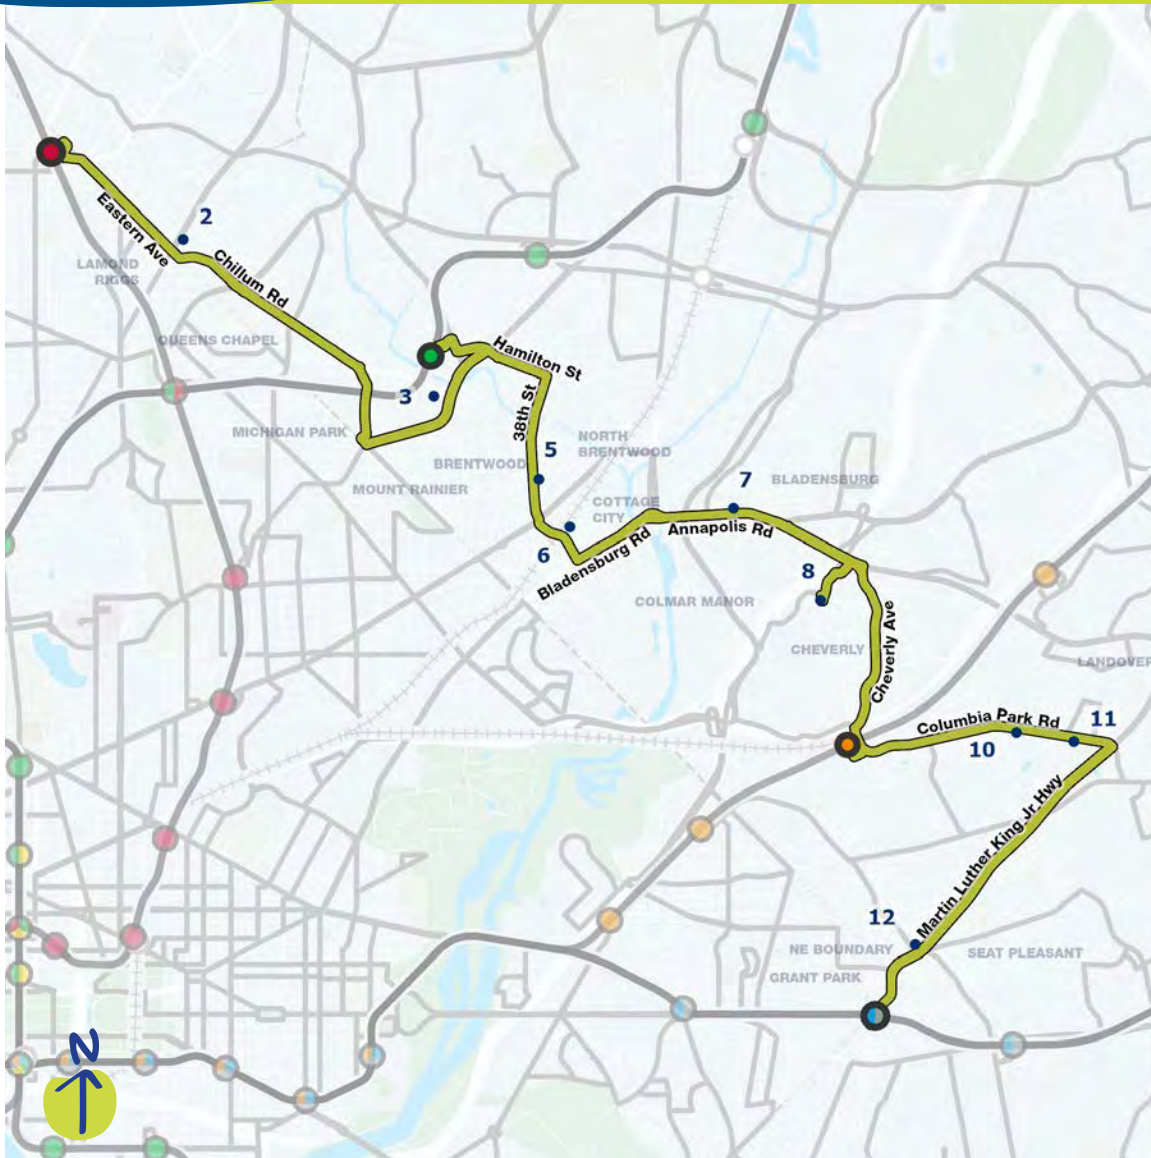 2
Eastern Ave
LAMOND
RIGGS
Chillum Rd
QUEENS CHAPEL
Hamilton St
3
38th St
MICHIGAN PARK
NORTH
BRENTWOOD
5
BRENTWOOD
7
BLADENSBURG
MOUNT RAINIER
COTTAGE
CITY
Annapolis Rd
6
Bladensburg Rd
8
COLMAR MANOR
CHEVERLY
Cheverly Ave
LANDOVER
Columbia Park Rd
11
10
Martin Luther King Jr Hwy
12
NE BOUNDARY
SEAT PLEASANT
GRANT PARK
N